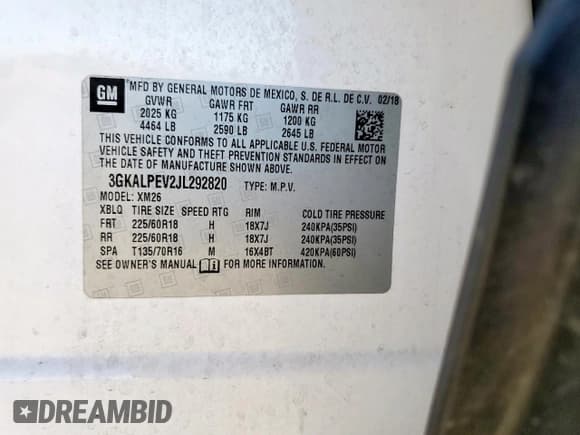 GM
MFD BY GENERAL MOTORS DE MEXICO, S. DE R.L. DE C.V. 02/18
GVWR GAWR FRT GAWR RR
2025 KG 1175 KG 1200 KG
4464 LB 2590 LB 2645 LB
THIS VEHICLE CONFORMS TO ALL APPLICABLE U.S. FEDERAL MOTOR
VEHICLE SAFETY AND THEFT PREVENTION STANDARDS IN EFFECT ON
THE DATE OF MANUFACTURE SHOWN ABOVE.
3GKALPEV2JL292820 TYPE: M.P.V.
MODEL: XM26
XBLQ TIRE SIZE SPEED RTG RIM COLD TIRE PRESSURE
FRT 225/60R18 H 18X7J 240KPA(35PSI)
RR 225/60R18 H 18X7J 240KPA(35PSI)
SPA T135/70R16 M 16X4BT 420KPA(60PSI)
SEE OWNER'S MANUAL FOR MORE INFORMATION.
DREAMBID